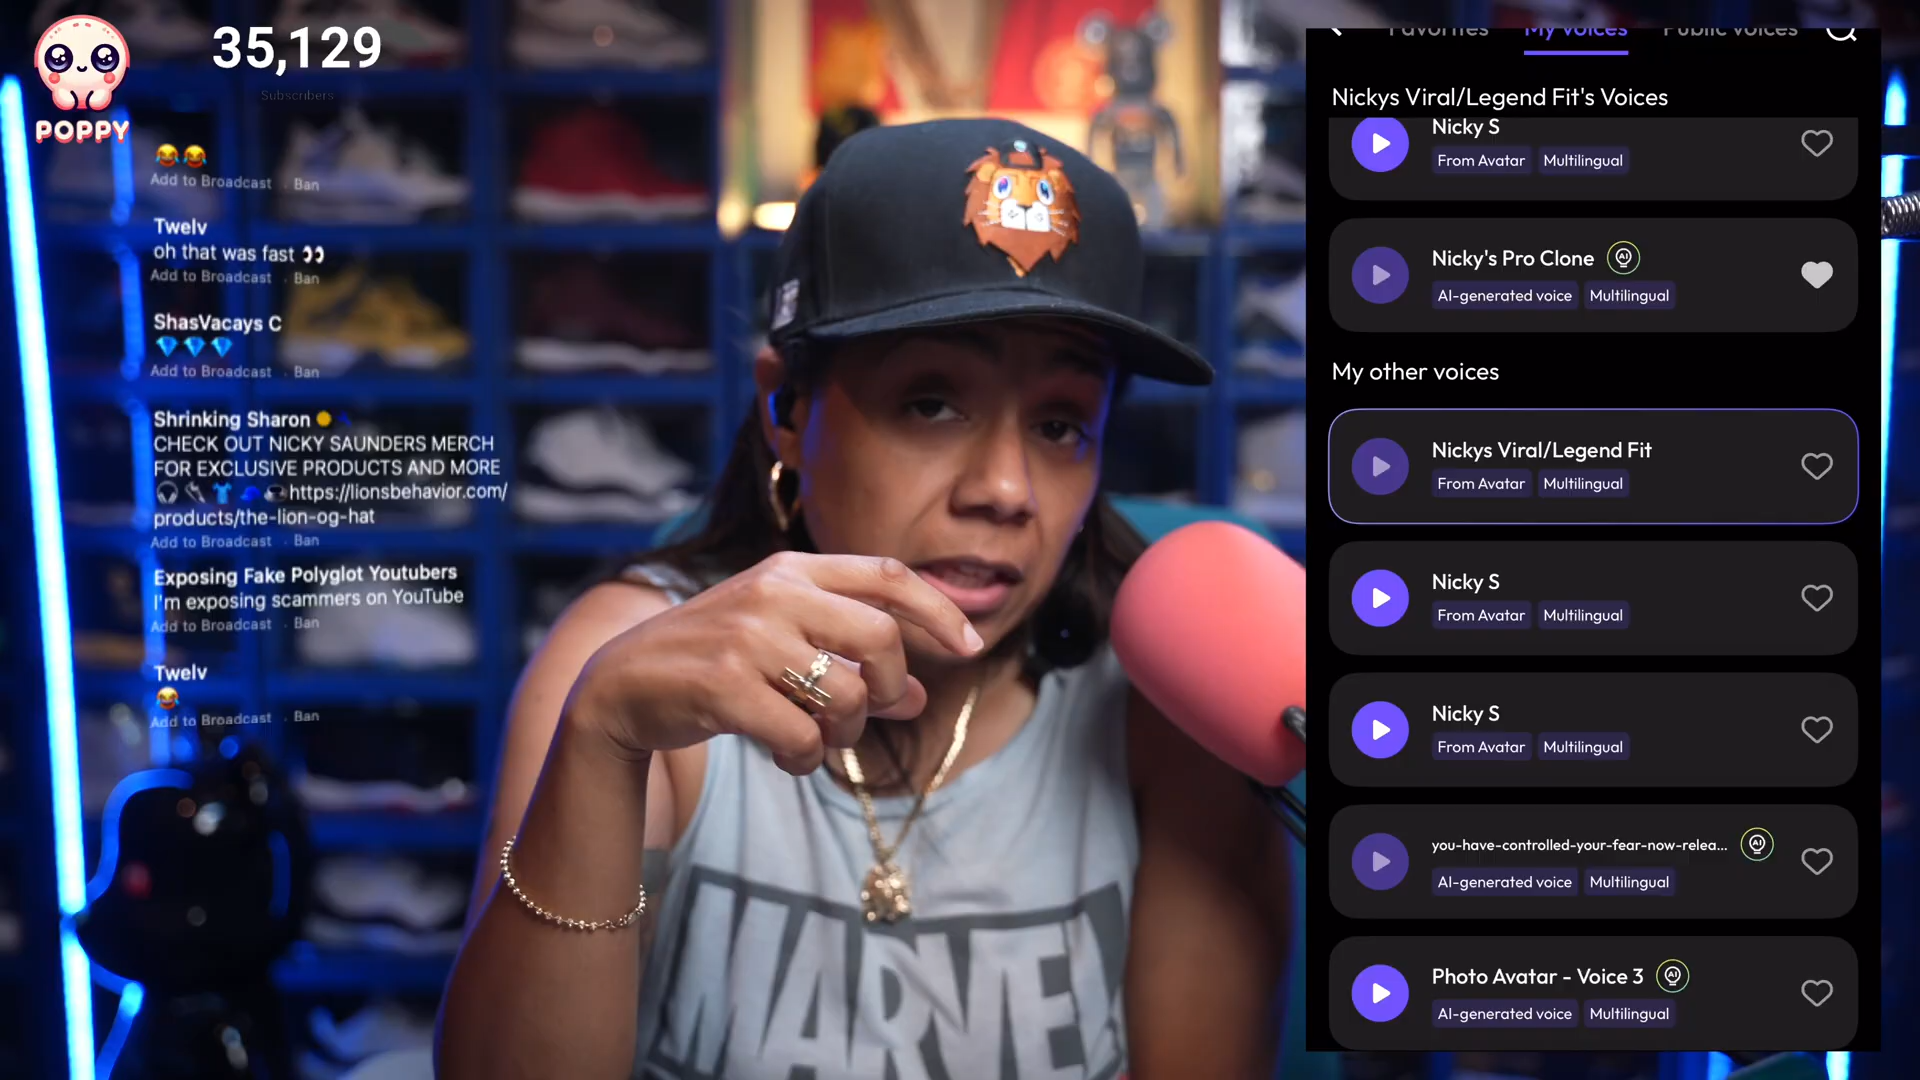 POPPY
35,129
Subscribers
😂😂
Add to Broadcast · Ban
Twelv
oh that was fast 👀
Add to Broadcast · Ban
ShasVacays C
💎💎💎
Add to Broadcast · Ban
Shrinking Sharon
CHECK OUT NICKY SAUNDERS MERCH
FOR EXCLUSIVE PRODUCTS AND MORE
https://lionsbehavior.com/
products/the-lion-og-hat
Add to Broadcast · Ban
Exposing Fake Polyglot Youtubers
I'm exposing scammers on YouTube
Add to Broadcast · Ban
Twelv
😂
Add to Broadcast · Ban
MARVEL
Favorites My voices Public voices
Nickys Viral/Legend Fit's Voices
Nicky S
From Avatar Multilingual
Nicky's Pro Clone AI
AI-generated voice Multilingual
My other voices
Nickys Viral/Legend Fit
From Avatar Multilingual
Nicky S
From Avatar Multilingual
Nicky S
From Avatar Multilingual
you-have-controlled-your-fear-now-relea... AI
AI-generated voice Multilingual
Photo Avatar - Voice 3 AI
AI-generated voice Multilingual